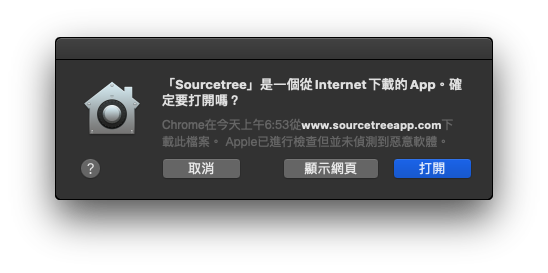 「Sourcetree」是一個從 Internet 下載的 App。確
定要打開嗎？
Chrome在今天上午6:53從www.sourcetreeapp.com下
載此檔案。 Apple已進行檢查但並未偵測到惡意軟體。
? 取消 顯示網頁 打開